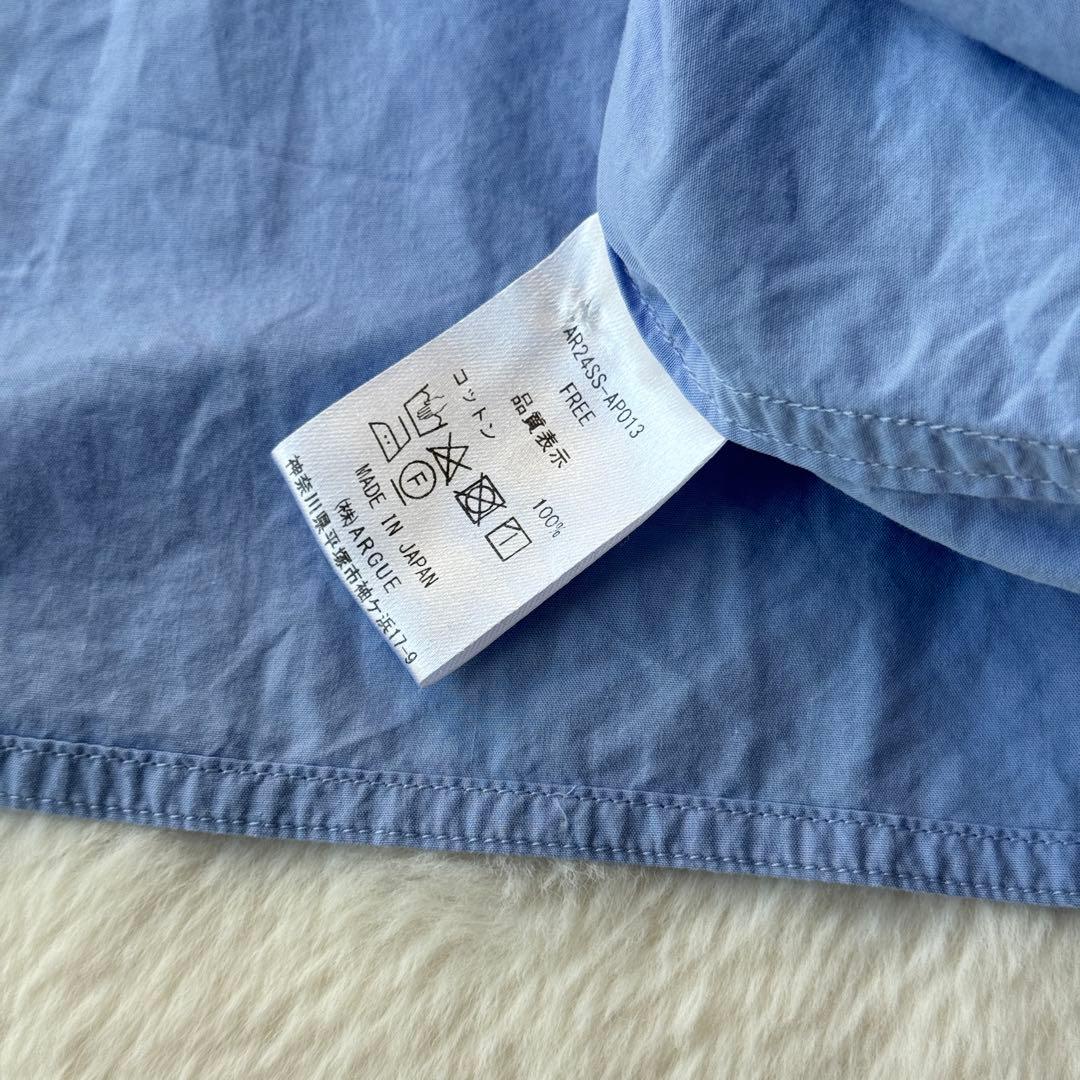 AR24SS-AP013
FREE
品質表示
コットン 100%
F
MADE IN JAPAN
(株)ARGUE
神奈川県平塚市袖ケ浜17-9